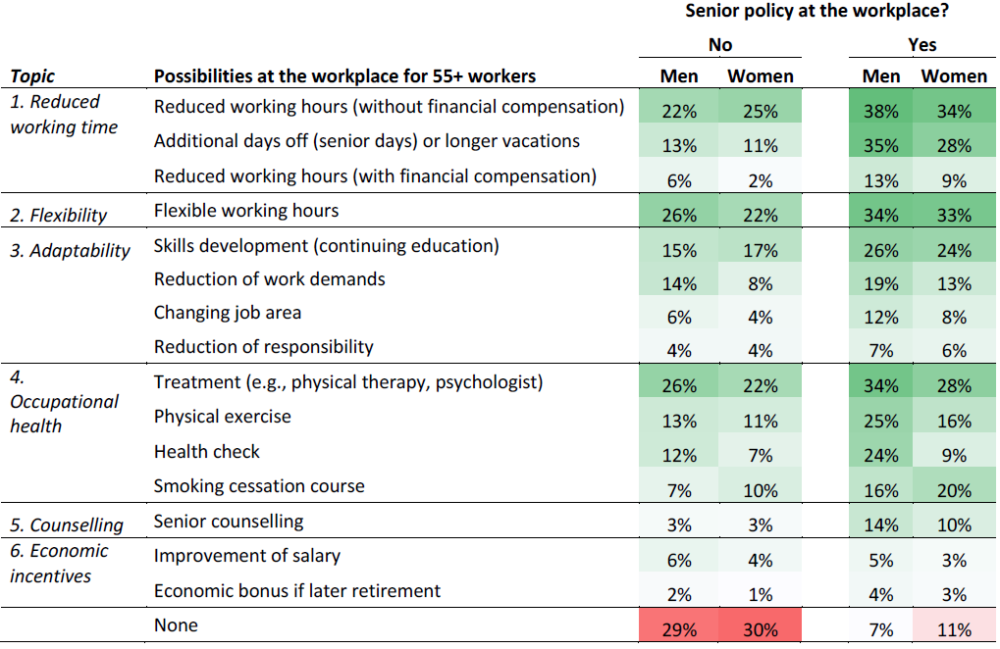 Senior policy at the workplace?
No Yes
Topic Possibilities at the workplace for 55+ workers Men Women Men Women
1. Reduced working time Reduced working hours (without financial compensation) 22% 25% 38% 34%
Additional days off (senior days) or longer vacations 13% 11% 35% 28%
Reduced working hours (with financial compensation) 6% 2% 13% 9%
2. Flexibility Flexible working hours 26% 22% 34% 33%
3. Adaptability Skills development (continuing education) 15% 17% 26% 24%
Reduction of work demands 14% 8% 19% 13%
Changing job area 6% 4% 12% 8%
Reduction of responsibility 4% 4% 7% 6%
4. Occupational health Treatment (e.g., physical therapy, psychologist) 26% 22% 34% 28%
Physical exercise 13% 11% 25% 16%
Health check 12% 7% 24% 9%
Smoking cessation course 7% 10% 16% 20%
5. Counselling Senior counselling 3% 3% 14% 10%
6. Economic incentives Improvement of salary 6% 4% 5% 3%
Economic bonus if later retirement 2% 1% 4% 3%
None 29% 30% 7% 11%